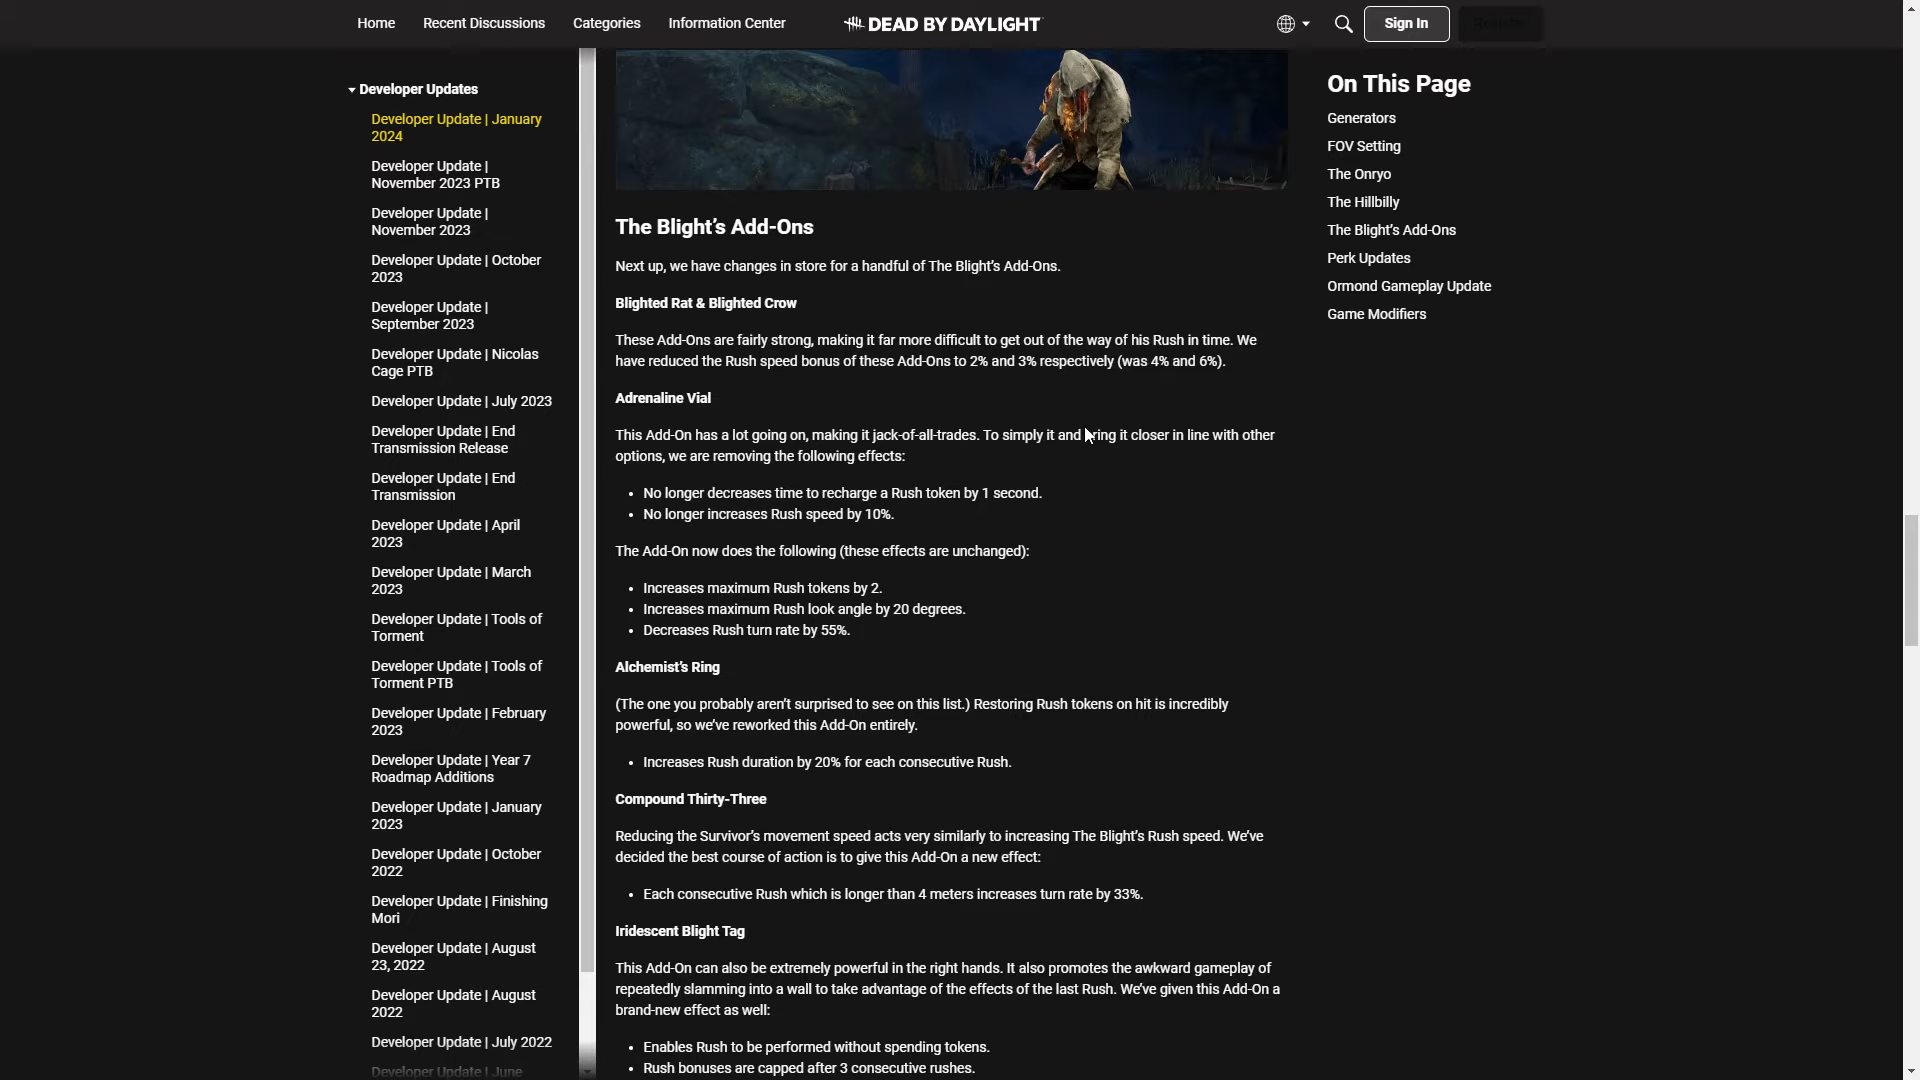 Home
Recent Discussions
Categories
Information Center
DEAD BY DAYLIGHT
Sign In
Developer Updates
Developer Update | January
2024
Developer Update |
November 2023 PTB
Developer Update |
November 2023
Developer Update | October
2023
Developer Update |
September 2023
Developer Update | Nicolas
Cage PTB
Developer Update | July 2023
Developer Update | End
Transmission Release
Developer Update | End
Transmission
Developer Update | April
2023
Developer Update | March
2023
Developer Update | Tools of
Torment
Developer Update | Tools of
Torment PTB
Developer Update | February
2023
Developer Update | Year 7
Roadmap Additions
Developer Update | January
2023
Developer Update | October
2022
Developer Update | Finishing
Mori
Developer Update | August
23, 2022
Developer Update | August
2022
Developer Update | July 2022
Developer Update | June
The Blight’s Add-Ons
Next up, we have changes in store for a handful of The Blight’s Add-Ons.
Blighted Rat & Blighted Crow
These Add-Ons are fairly strong, making it far more difficult to get out of the way of his Rush in time. We
have reduced the Rush speed bonus of these Add-Ons to 2% and 3% respectively (was 4% and 6%).
Adrenaline Vial
This Add-On has a lot going on, making it jack-of-all-trades. To simply it and bring it closer in line with other
options, we are removing the following effects:
• No longer decreases time to recharge a Rush token by 1 second.
• No longer increases Rush speed by 10%.
The Add-On now does the following (these effects are unchanged):
• Increases maximum Rush tokens by 2.
• Increases maximum Rush look angle by 20 degrees.
• Decreases Rush turn rate by 55%.
Alchemist’s Ring
(The one you probably aren’t surprised to see on this list.) Restoring Rush tokens on hit is incredibly
powerful, so we’ve reworked this Add-On entirely.
• Increases Rush duration by 20% for each consecutive Rush.
Compound Thirty-Three
Reducing the Survivor’s movement speed acts very similarly to increasing The Blight’s Rush speed. We’ve
decided the best course of action is to give this Add-On a new effect:
• Each consecutive Rush which is longer than 4 meters increases turn rate by 33%.
Iridescent Blight Tag
This Add-On can also be extremely powerful in the right hands. It also promotes the awkward gameplay of
repeatedly slamming into a wall to take advantage of the effects of the last Rush. We’ve given this Add-On a
brand-new effect as well:
• Enables Rush to be performed without spending tokens.
• Rush bonuses are capped after 3 consecutive rushes.
On This Page
Generators
FOV Setting
The Onryo
The Hillbilly
The Blight’s Add-Ons
Perk Updates
Ormond Gameplay Update
Game Modifiers